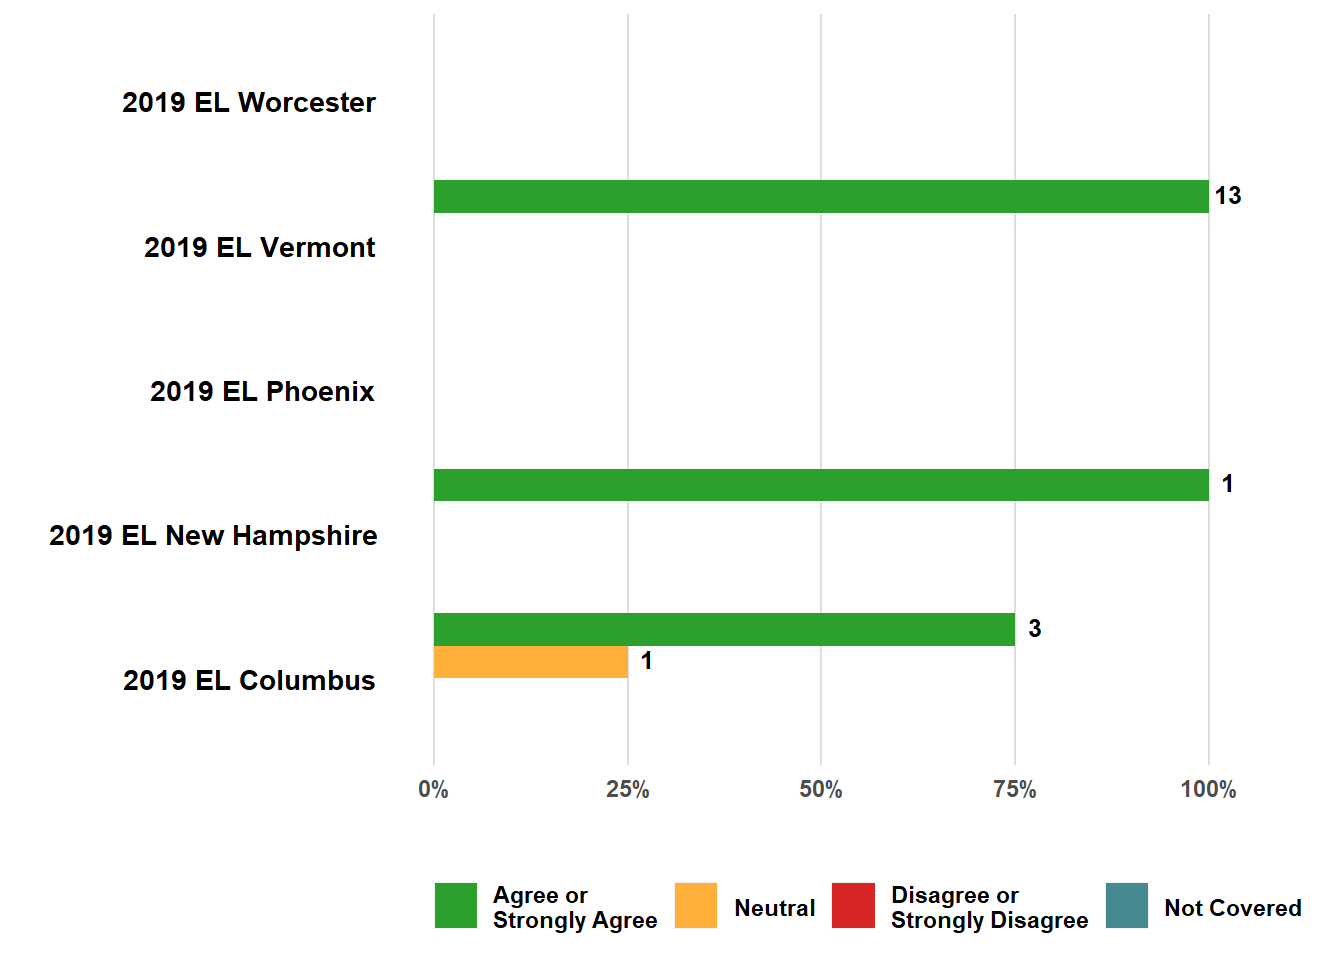 2019 EL Worcester
13
2019 EL Vermont
2019 EL Phoenix
1
2019 EL New Hampshire
3
1
2019 EL Columbus
0% 25% 50% 75% 100%
Agree or
Strongly Agree
Neutral
Disagree or
Strongly Disagree
Not Covered